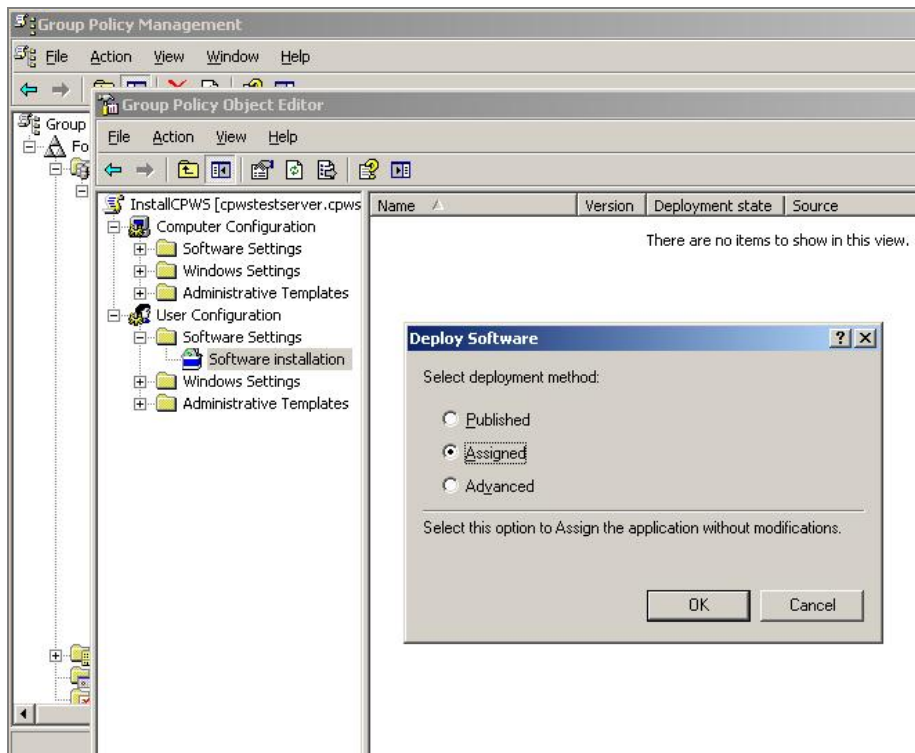 Group Policy Management
File Action View Window Help
Group Policy Object Editor
Group
File Action View Help
Fo
InstallCPWS [cpwstestserver.cpws
Name Version Deployment state Source
Computer Configuration
There are no items to show in this view.
Software Settings
Windows Settings
Administrative Templates
User Configuration
Software Settings
Software installation
Windows Settings
Administrative Templates
Deploy Software
Select deployment method:
Published
Assigned
Advanced
Select this option to Assign the application without modifications.
OK Cancel